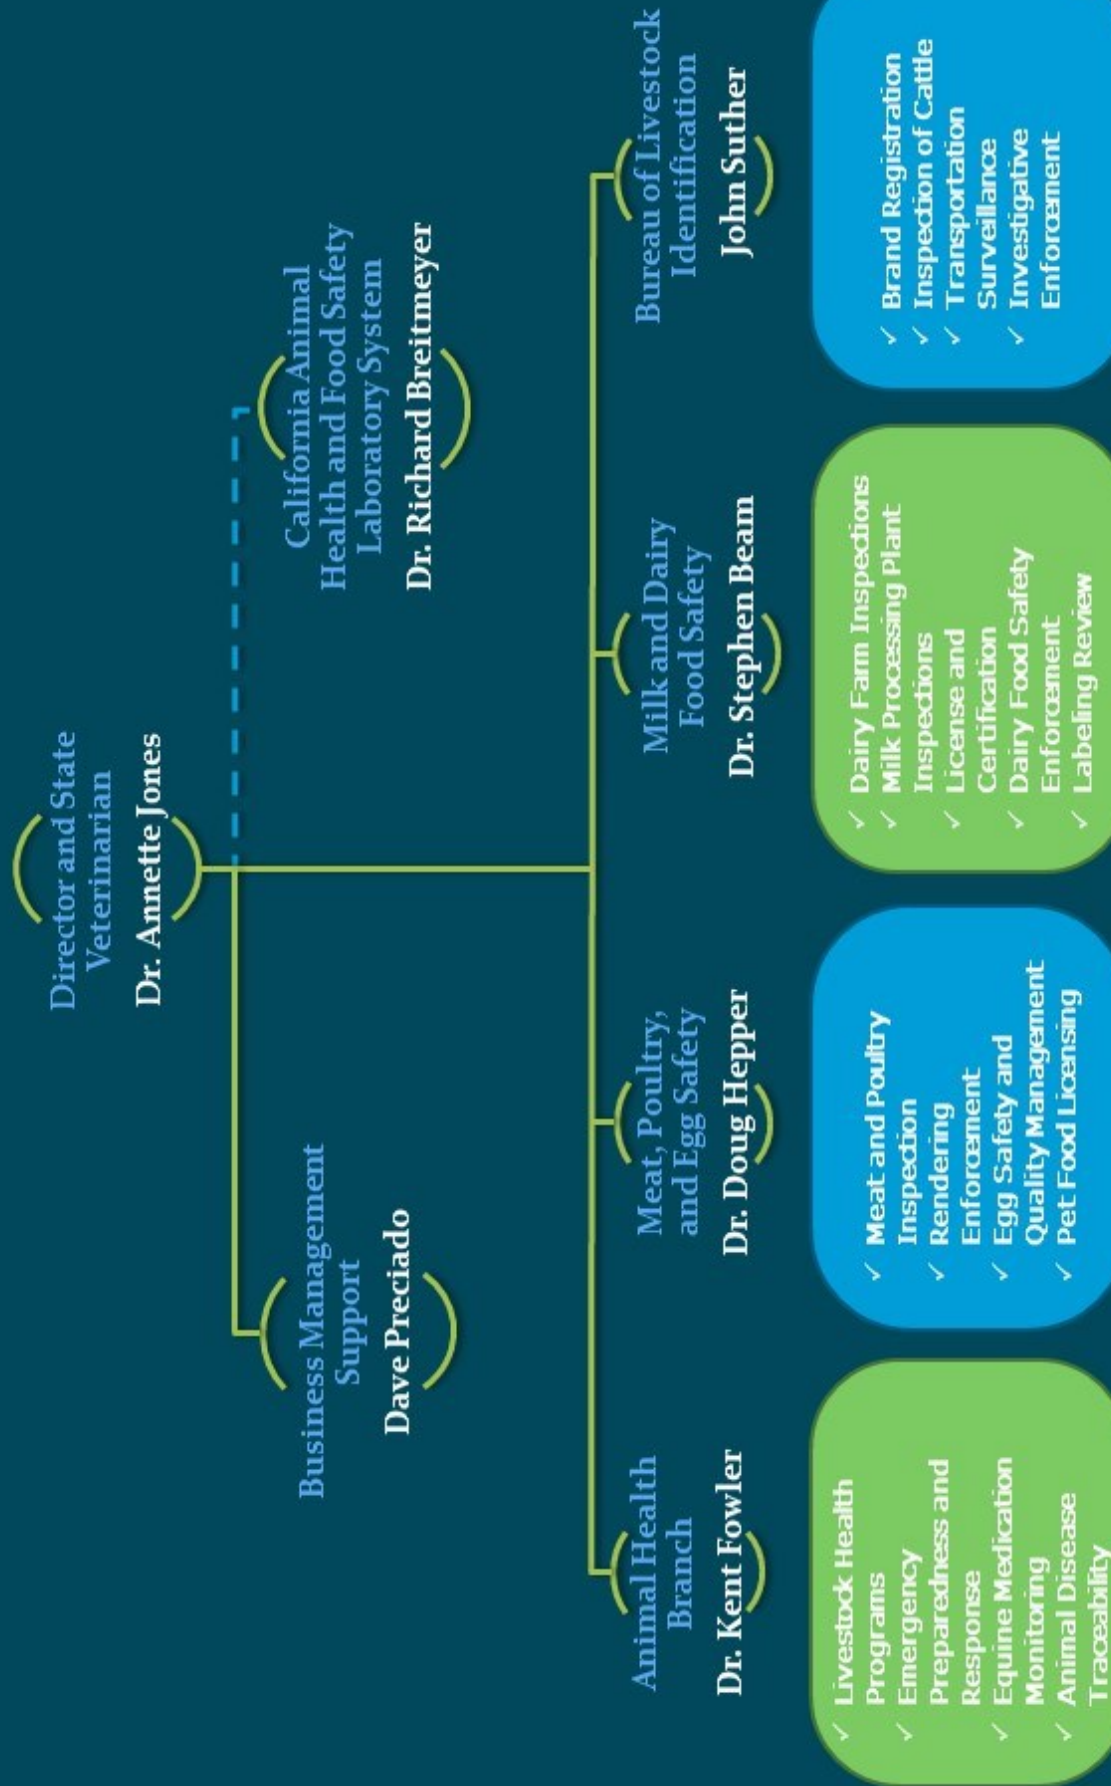 Director and State
Veterinarian
Dr. Annette Jones
Business Management
Support
Dave Preciado
California Animal
Health and Food Safety
Laboratory System
Dr. Richard Breitmeyer
Animal Health
Branch
Dr. Kent Fowler
Meat, Poultry,
and Egg Safety
Dr. Doug Hepper
Milk and Dairy
Food Safety
Dr. Stephen Beam
Bureau of Livestock
Identification
John Suther
✓ Livestock Health
Programs
✓ Emergency
Preparedness and
Response
✓ Equine Medication
Monitoring
✓ Animal Disease
Traceability
✓ Meat and Poultry
Inspection
✓ Rendering
Enforcement
✓ Egg Safety and
Quality Management
✓ Pet Food Licensing
✓ Dairy Farm Inspections
✓ Milk Processing Plant
Inspections
✓ License and
Certification
✓ Dairy Food Safety
Enforcement
✓ Labeling Review
✓ Brand Registration
✓ Inspection of Cattle
✓ Transportation
Surveillance
✓ Investigative
Enforcement